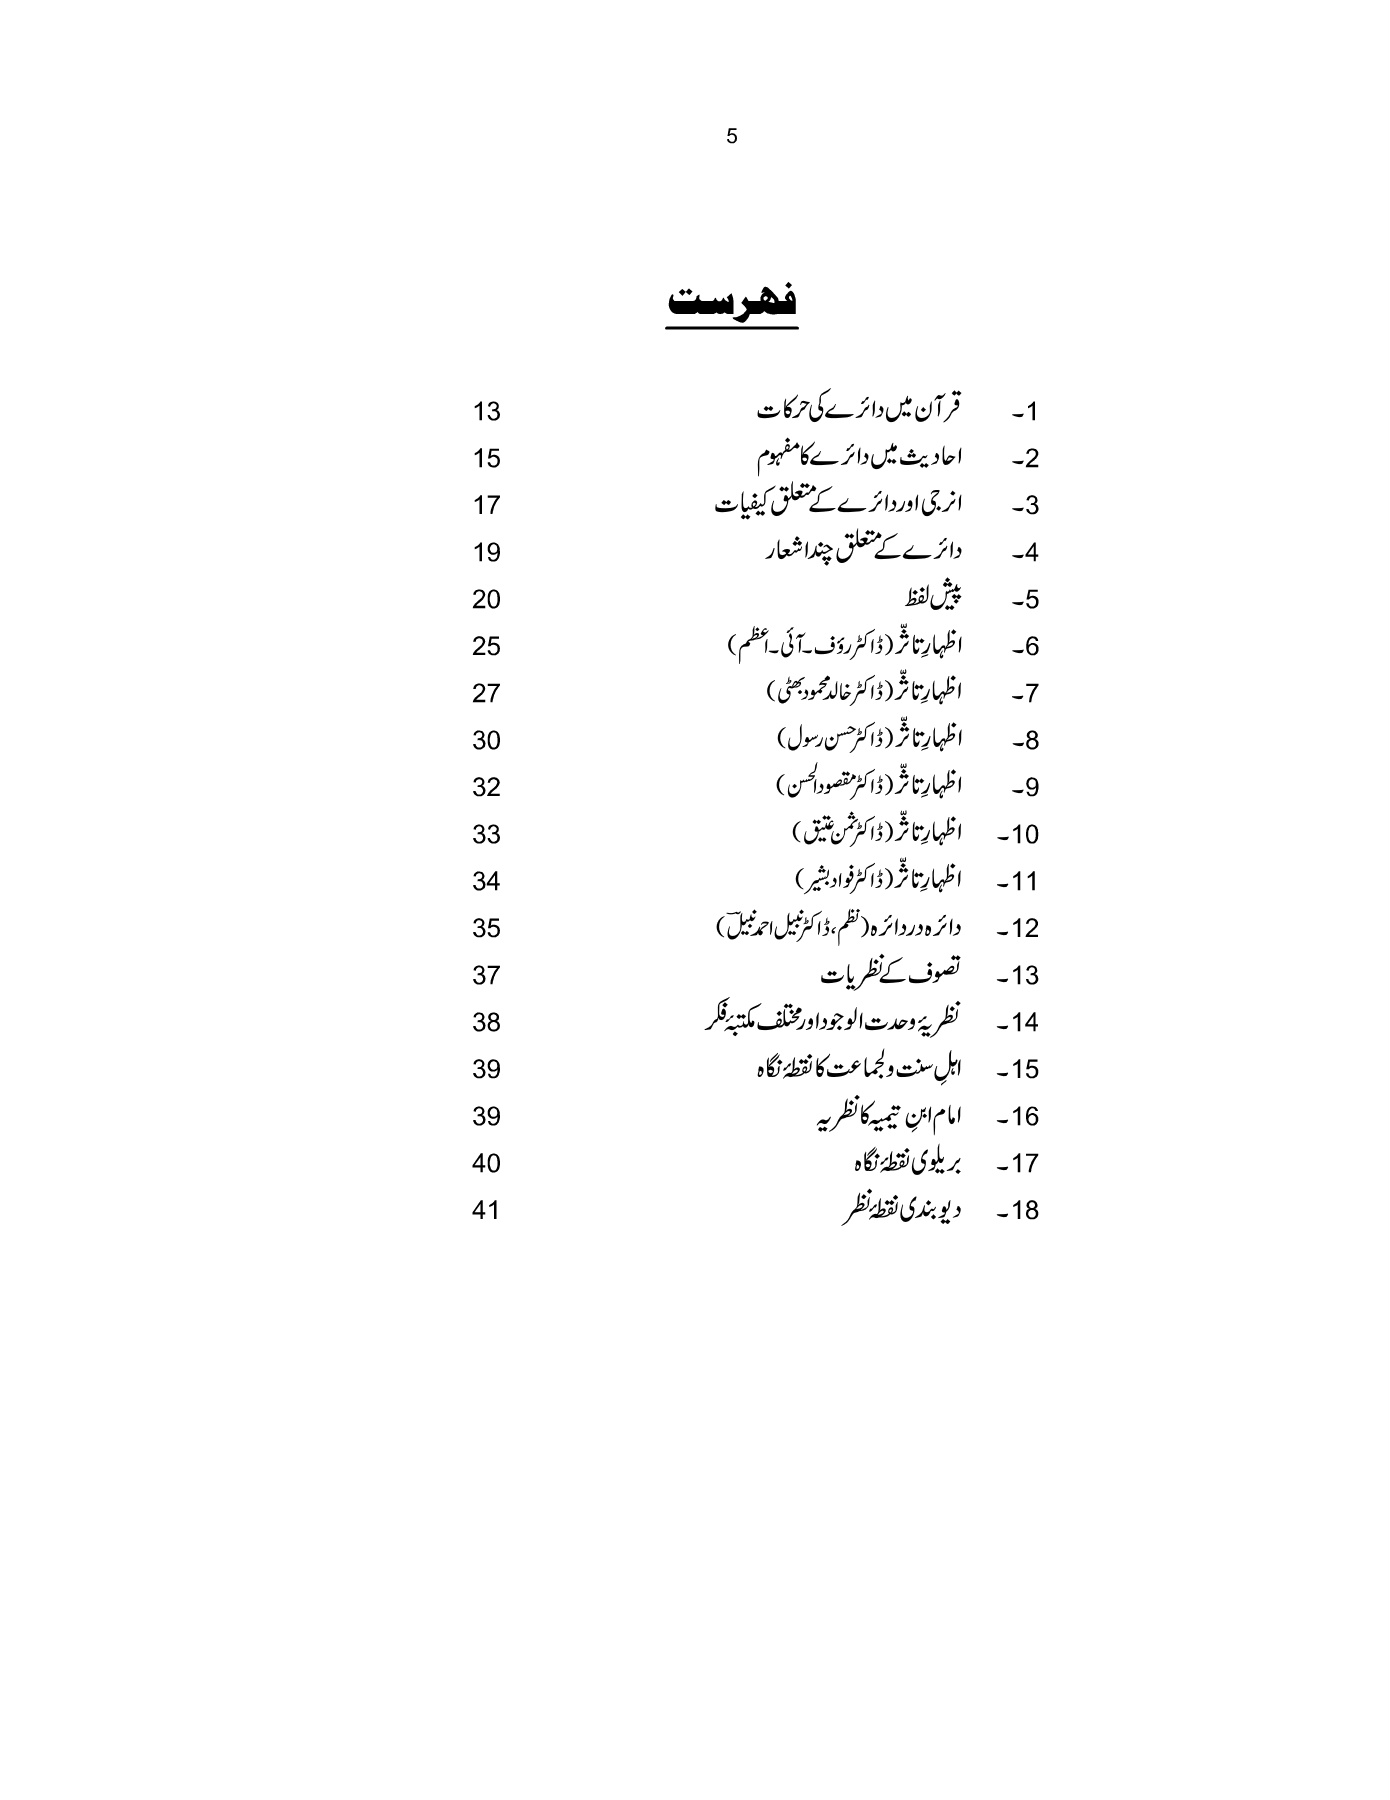 5
فہرست
1۔ قرآن میں دائرے کی حرکات 13
2۔ احادیث میں دائرے کا مفہوم 15
3۔ انرجی اور دائرے کے متعلق کیفیات 17
4۔ دائرے کے متعلق چند اشعار 19
5۔ پیش لفظ 20
6۔ اظہارِ تاثّر (ڈاکٹر رؤف۔آئی۔اعظم) 25
7۔ اظہارِ تاثّر (ڈاکٹر خالد محمود بھٹی) 27
8۔ اظہارِ تاثّر (ڈاکٹر حسن رسول) 30
9۔ اظہارِ تاثّر (ڈاکٹر مقصود الحسن) 32
10۔ اظہارِ تاثّر (ڈاکٹر ثمن عتیق) 33
11۔ اظہارِ تاثّر (ڈاکٹر فواد بشیر) 34
12۔ دائرہ در دائرہ (نظم، ڈاکٹر نبیل احمد نبیلؔ) 35
13۔ تصوف کے نظریات 37
14۔ نظریۂ وحدت الوجود اور مختلف مکتبۂ فکر 38
15۔ اہلِ سنت والجماعت کا نقطۂ نگاہ 39
16۔ امام ابنِ تیمیہ کا نظریہ 39
17۔ بریلوی نقطۂ نگاہ 40
18۔ دیوبندی نقطۂ نظر 41